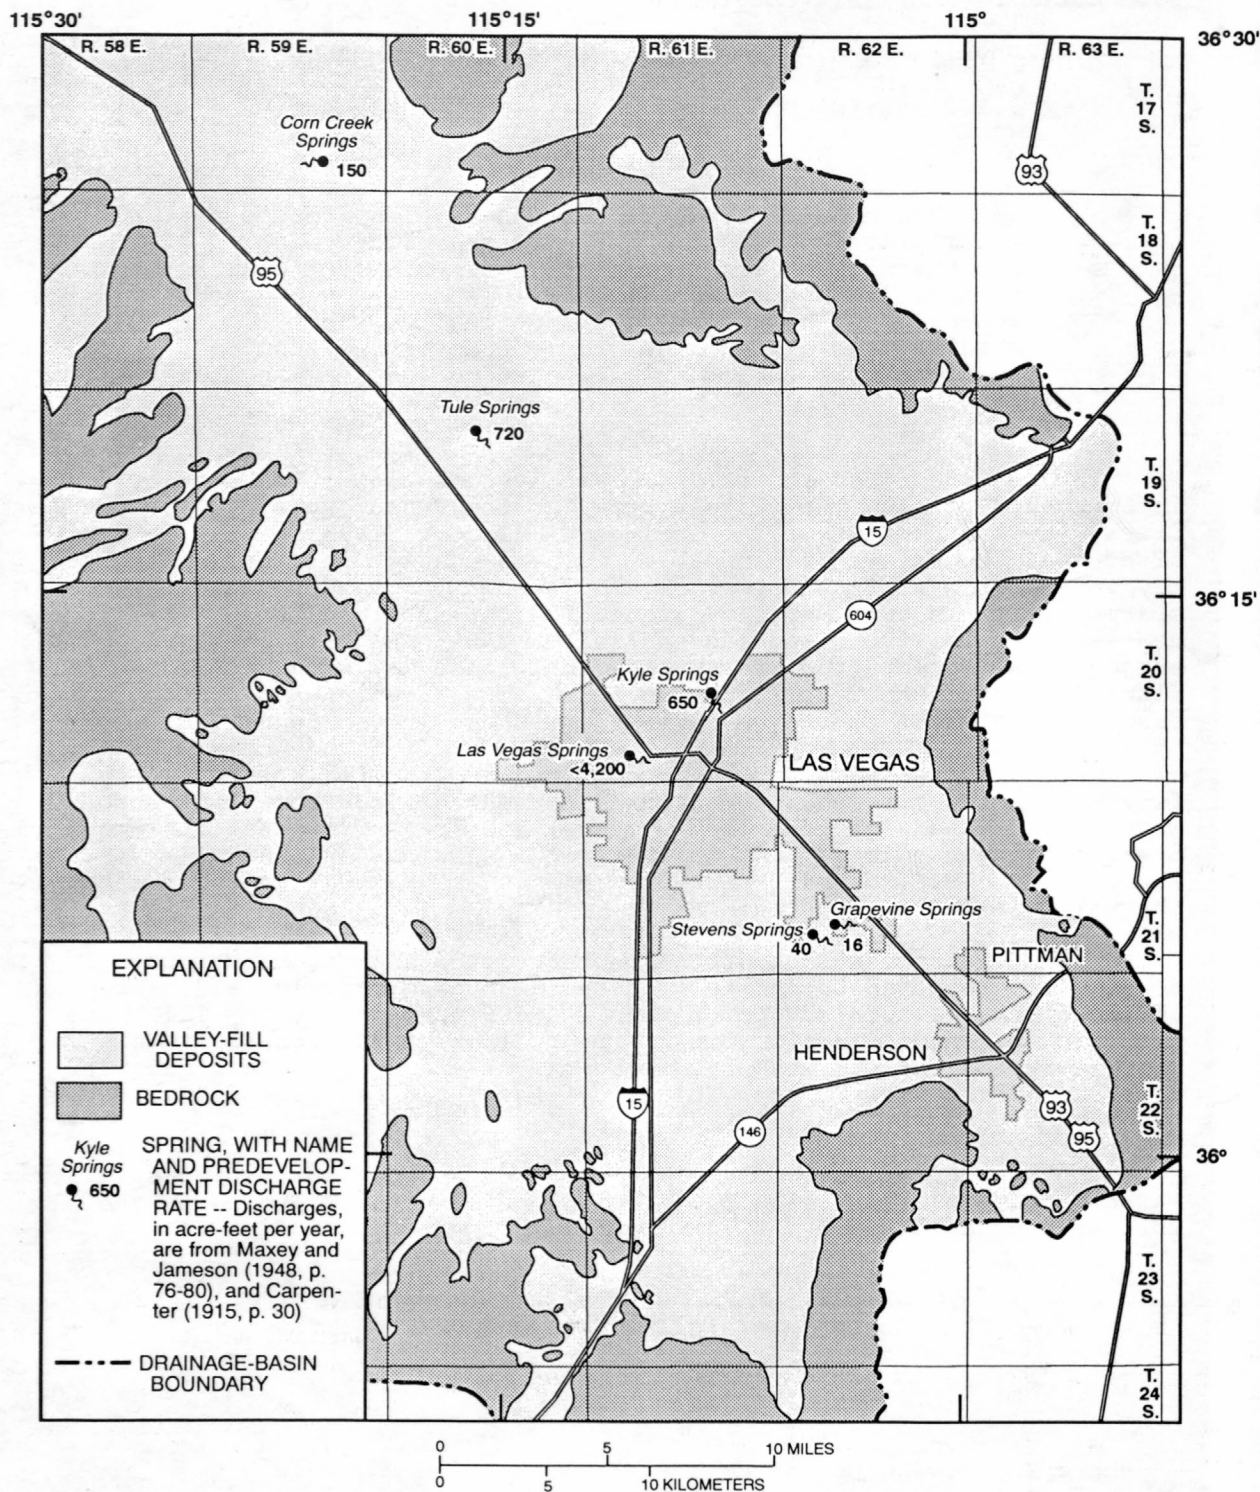 115°30'
115°15'
115°
R. 58 E.
R. 59 E.
R. 60 E.
R. 61 E.
R. 62 E.
R. 63 E.
36°30'
T.
17
S.
Corn Creek
Springs
150
93
T.
18
S.
95
Tule Springs
720
T.
19
S.
15
36°15'
604
T.
20
S.
Kyle Springs
650
Las Vegas Springs
<4,200
LAS VEGAS
Grapevine Springs
Stevens Springs
40
16
T.
21
S.
PITTMAN
HENDERSON
15
146
93
95
T.
22
S.
36°
T.
23
S.
T.
24
S.
EXPLANATION
VALLEY-FILL
DEPOSITS
BEDROCK
Kyle
Springs
650
SPRING, WITH NAME
AND PREDEVELOP-
MENT DISCHARGE
RATE -- Discharges,
in acre-feet per year,
are from Maxey and
Jameson (1948, p.
76-80), and Carpen-
ter (1915, p. 30)
DRAINAGE-BASIN
BOUNDARY
0 5 10 MILES
0 5 10 KILOMETERS